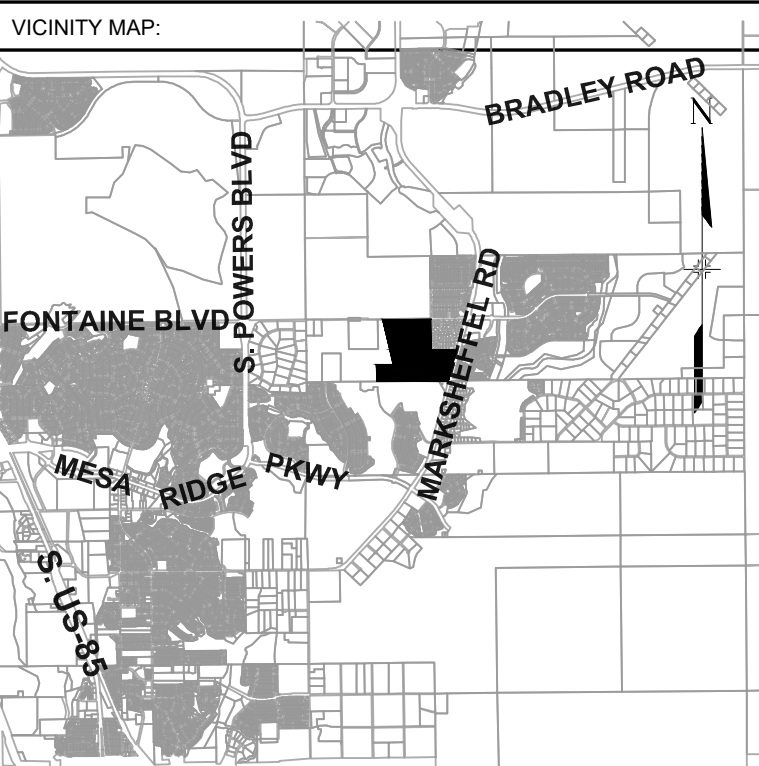 VICINITY MAP:
BRADLEY ROAD
N
S. POWERS BLVD
MARKSHEFFEL RD
FONTAINE BLVD
MESA RIDGE PKWY
S. US-85